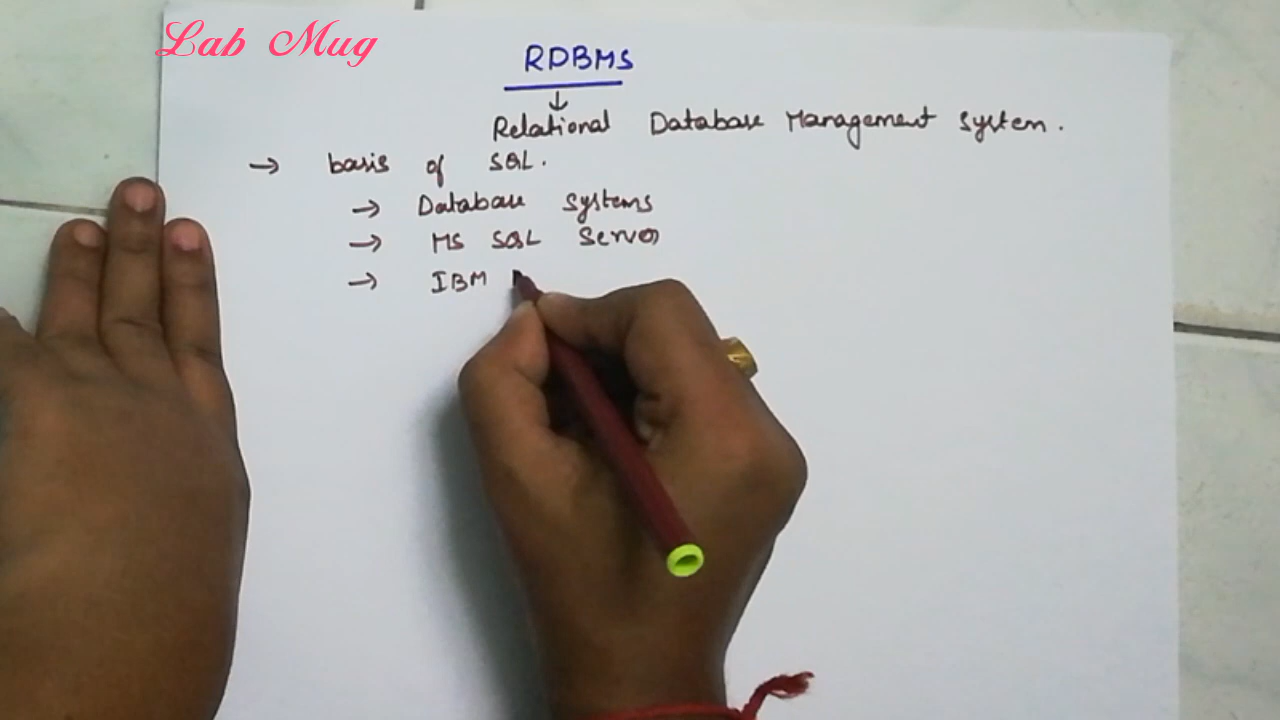 Lab Mug
RDBMS
↓
Relational Database Management System.
→ basis of SQL.
→ Database Systems
→ MS SQL Server
→ IBM